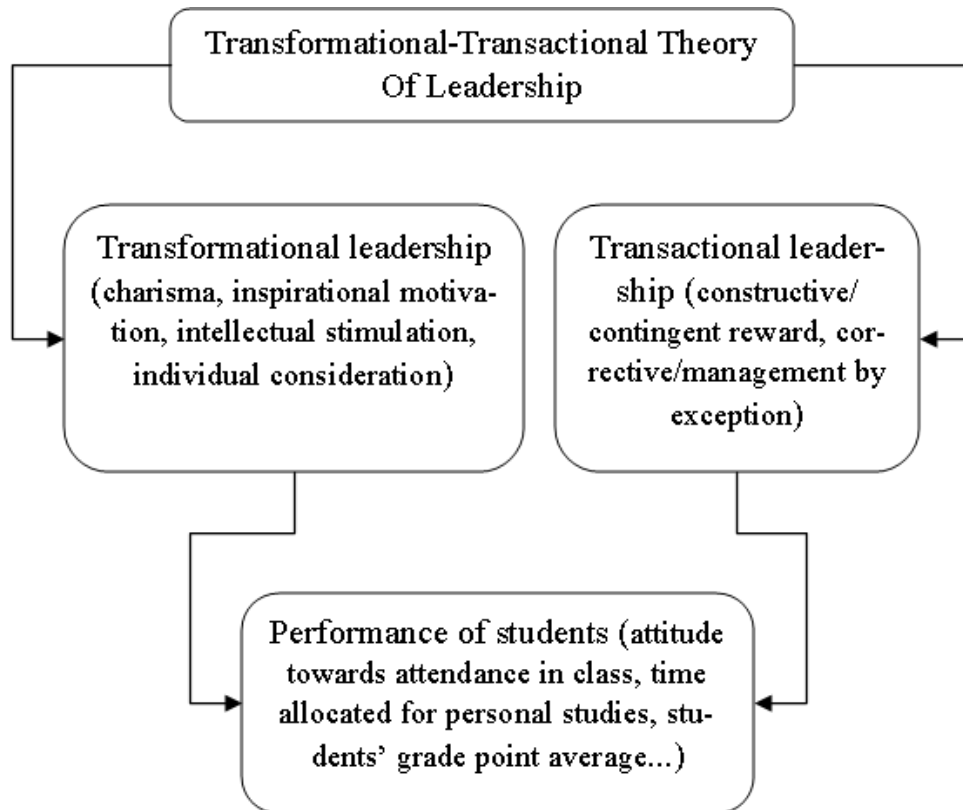 Transformational-Transactional Theory
Of Leadership
Transformational leadership
(charisma, inspirational motiva-
tion, intellectual stimulation,
individual consideration)
Transactional leader-
ship (constructive/
contingent reward, cor-
rective/management by
exception)
Performance of students (attitude
towards attendance in class, time
allocated for personal studies, stu-
dents’ grade point average...)